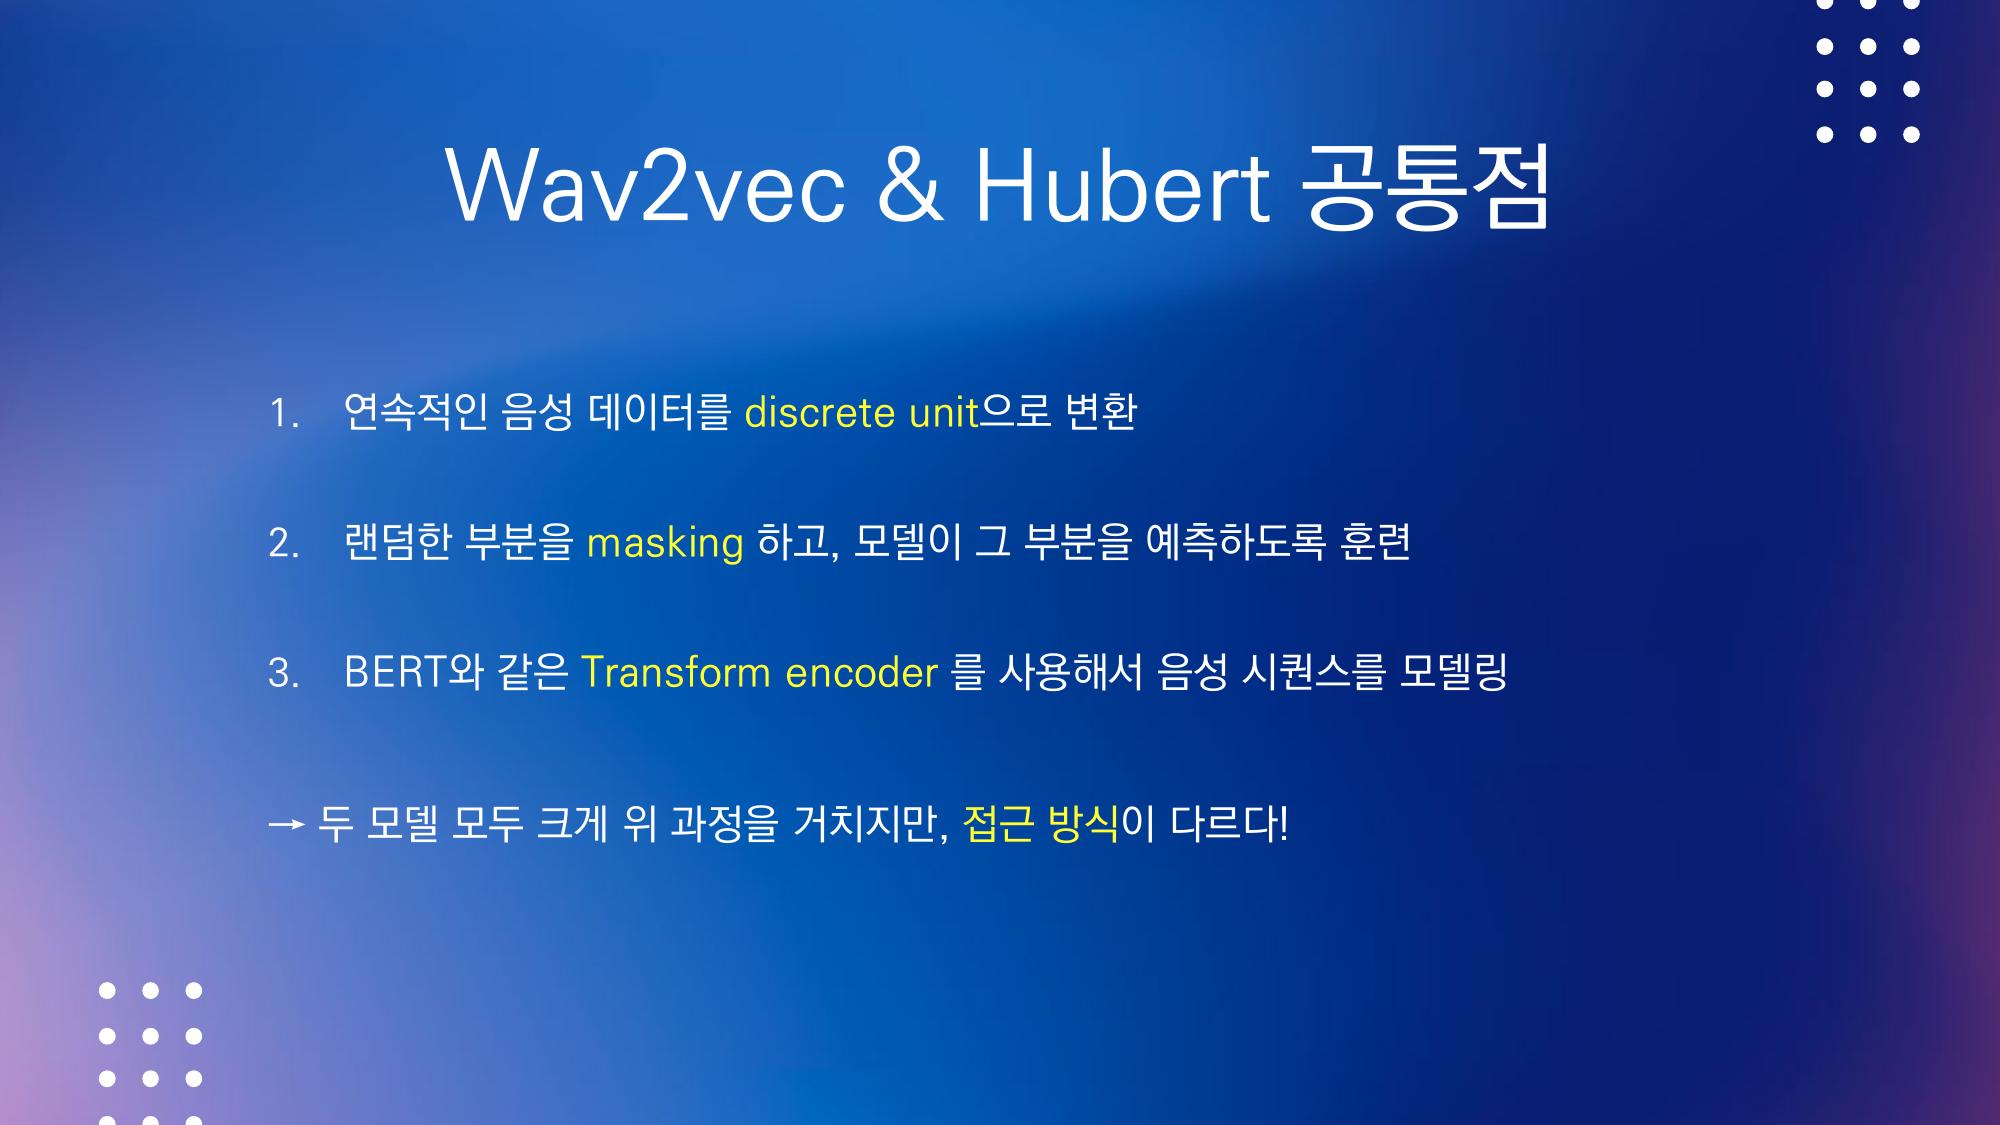 Wav2vec & Hubert 공통점
1. 연속적인 음성 데이터를 discrete unit으로 변환
2. 랜덤한 부분을 masking 하고, 모델이 그 부분을 예측하도록 훈련
3. BERT와 같은 Transform encoder 를 사용해서 음성 시퀀스를 모델링
→ 두 모델 모두 크게 위 과정을 거치지만, 접근 방식이 다르다!